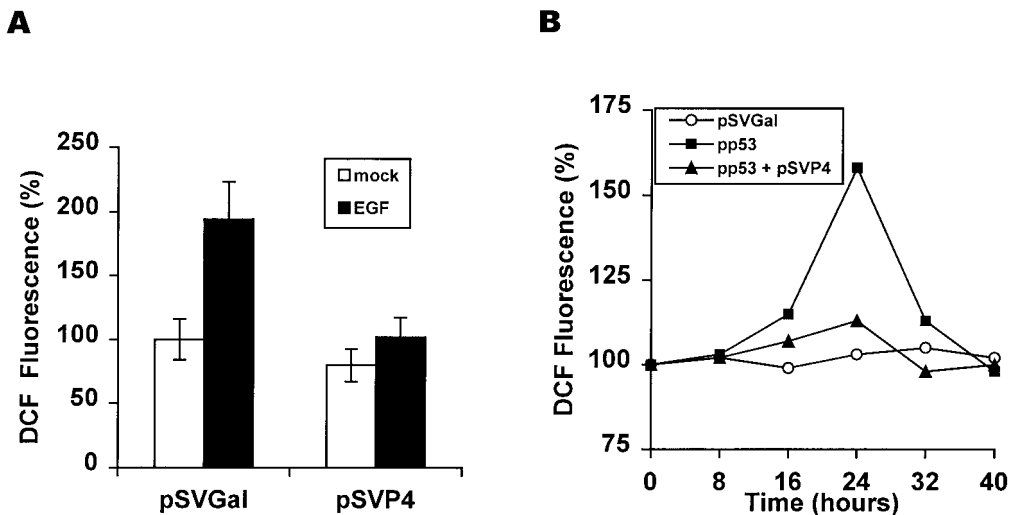 A
DCF Fluorescence (%)
250
200
150
100
50
0
mock
EGF
pSVGal
pSVP4
B
DCF Fluorescence (%)
175
150
125
100
75
pSVGal
pp53
pp53 + pSVP4
0 8 16 24 32 40
Time (hours)